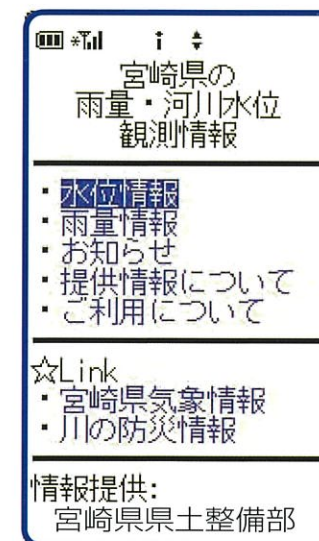 宮崎県の
雨量・河川水位
観測情報
・水位情報
・雨量情報
・お知らせ
・提供情報について
・ご利用について
☆Link
・宮崎県気象情報
・川の防災情報
情報提供:
宮崎県県土整備部